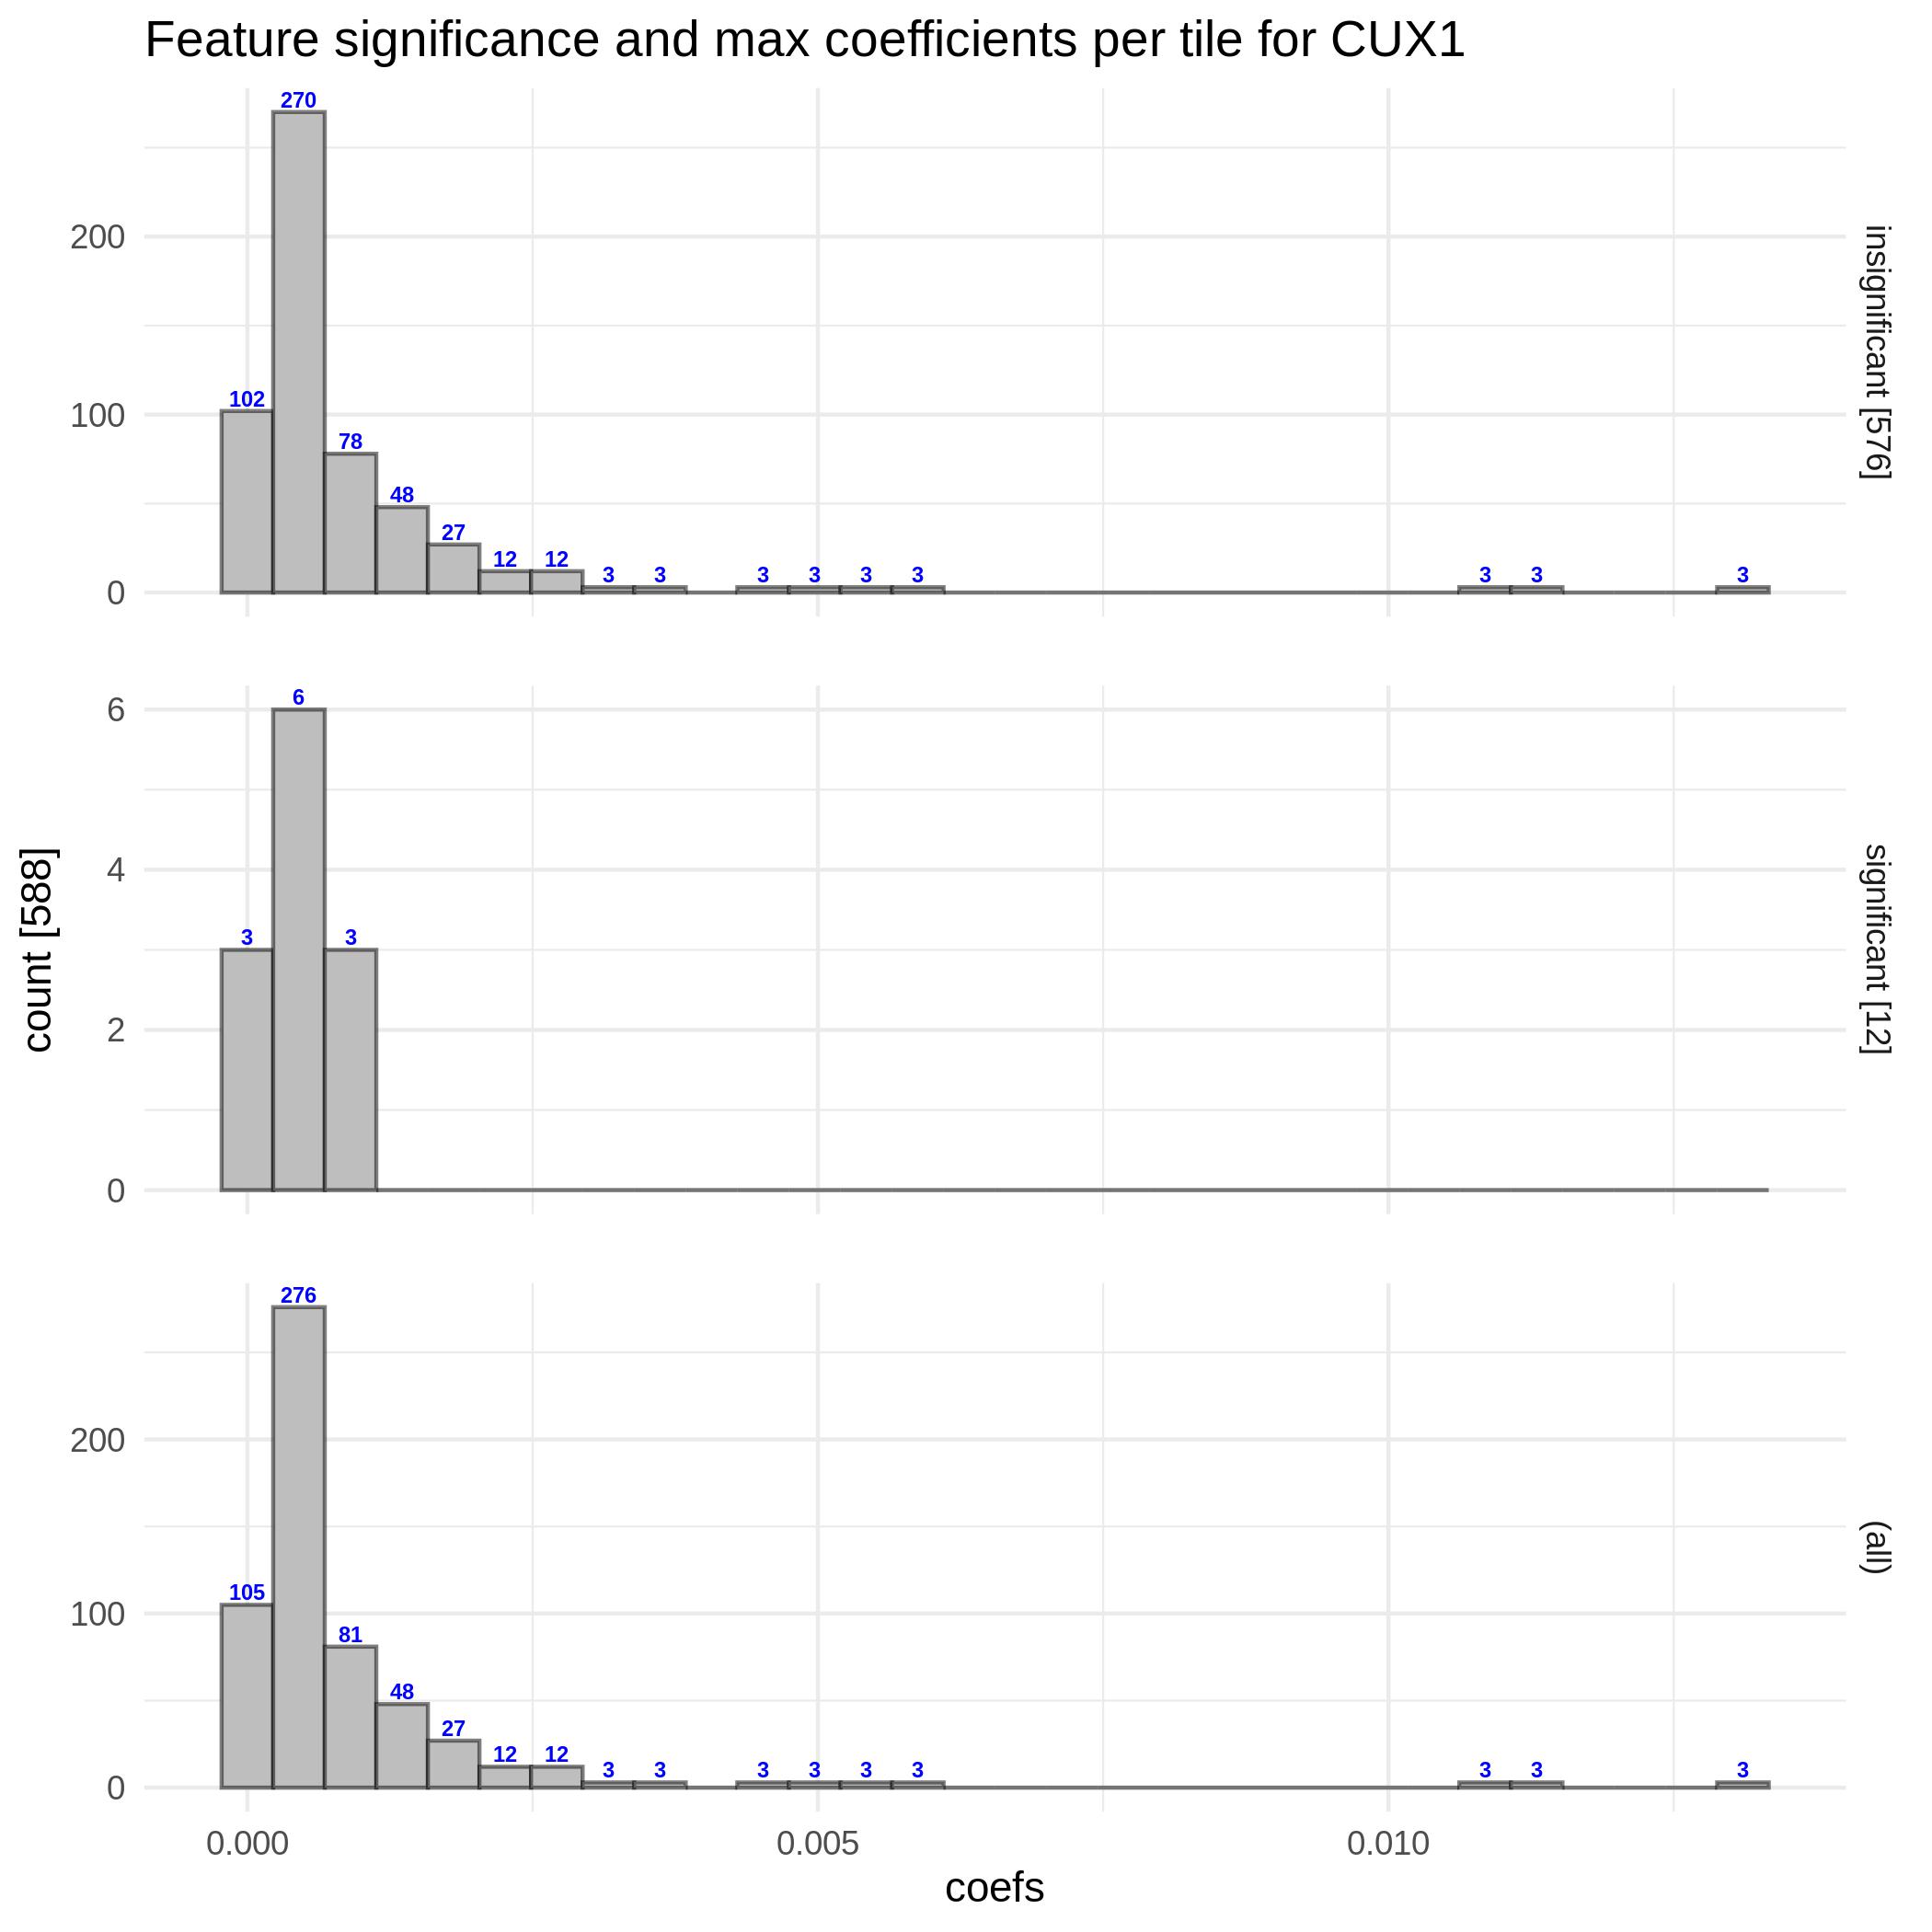 Feature significance and max coefficients per tile for CUX1
270
102
78
48
27
12 12
3 3 3 3 3 3 3 3 3
200
100
0
insignificant [576]
6
3 3
6
4
2
0
significant [12]
count [588]
276
105
81
48
27
12 12
3 3 3 3 3 3 3 3 3
200
100
0
(all)
0.000 0.005 0.010
coefs